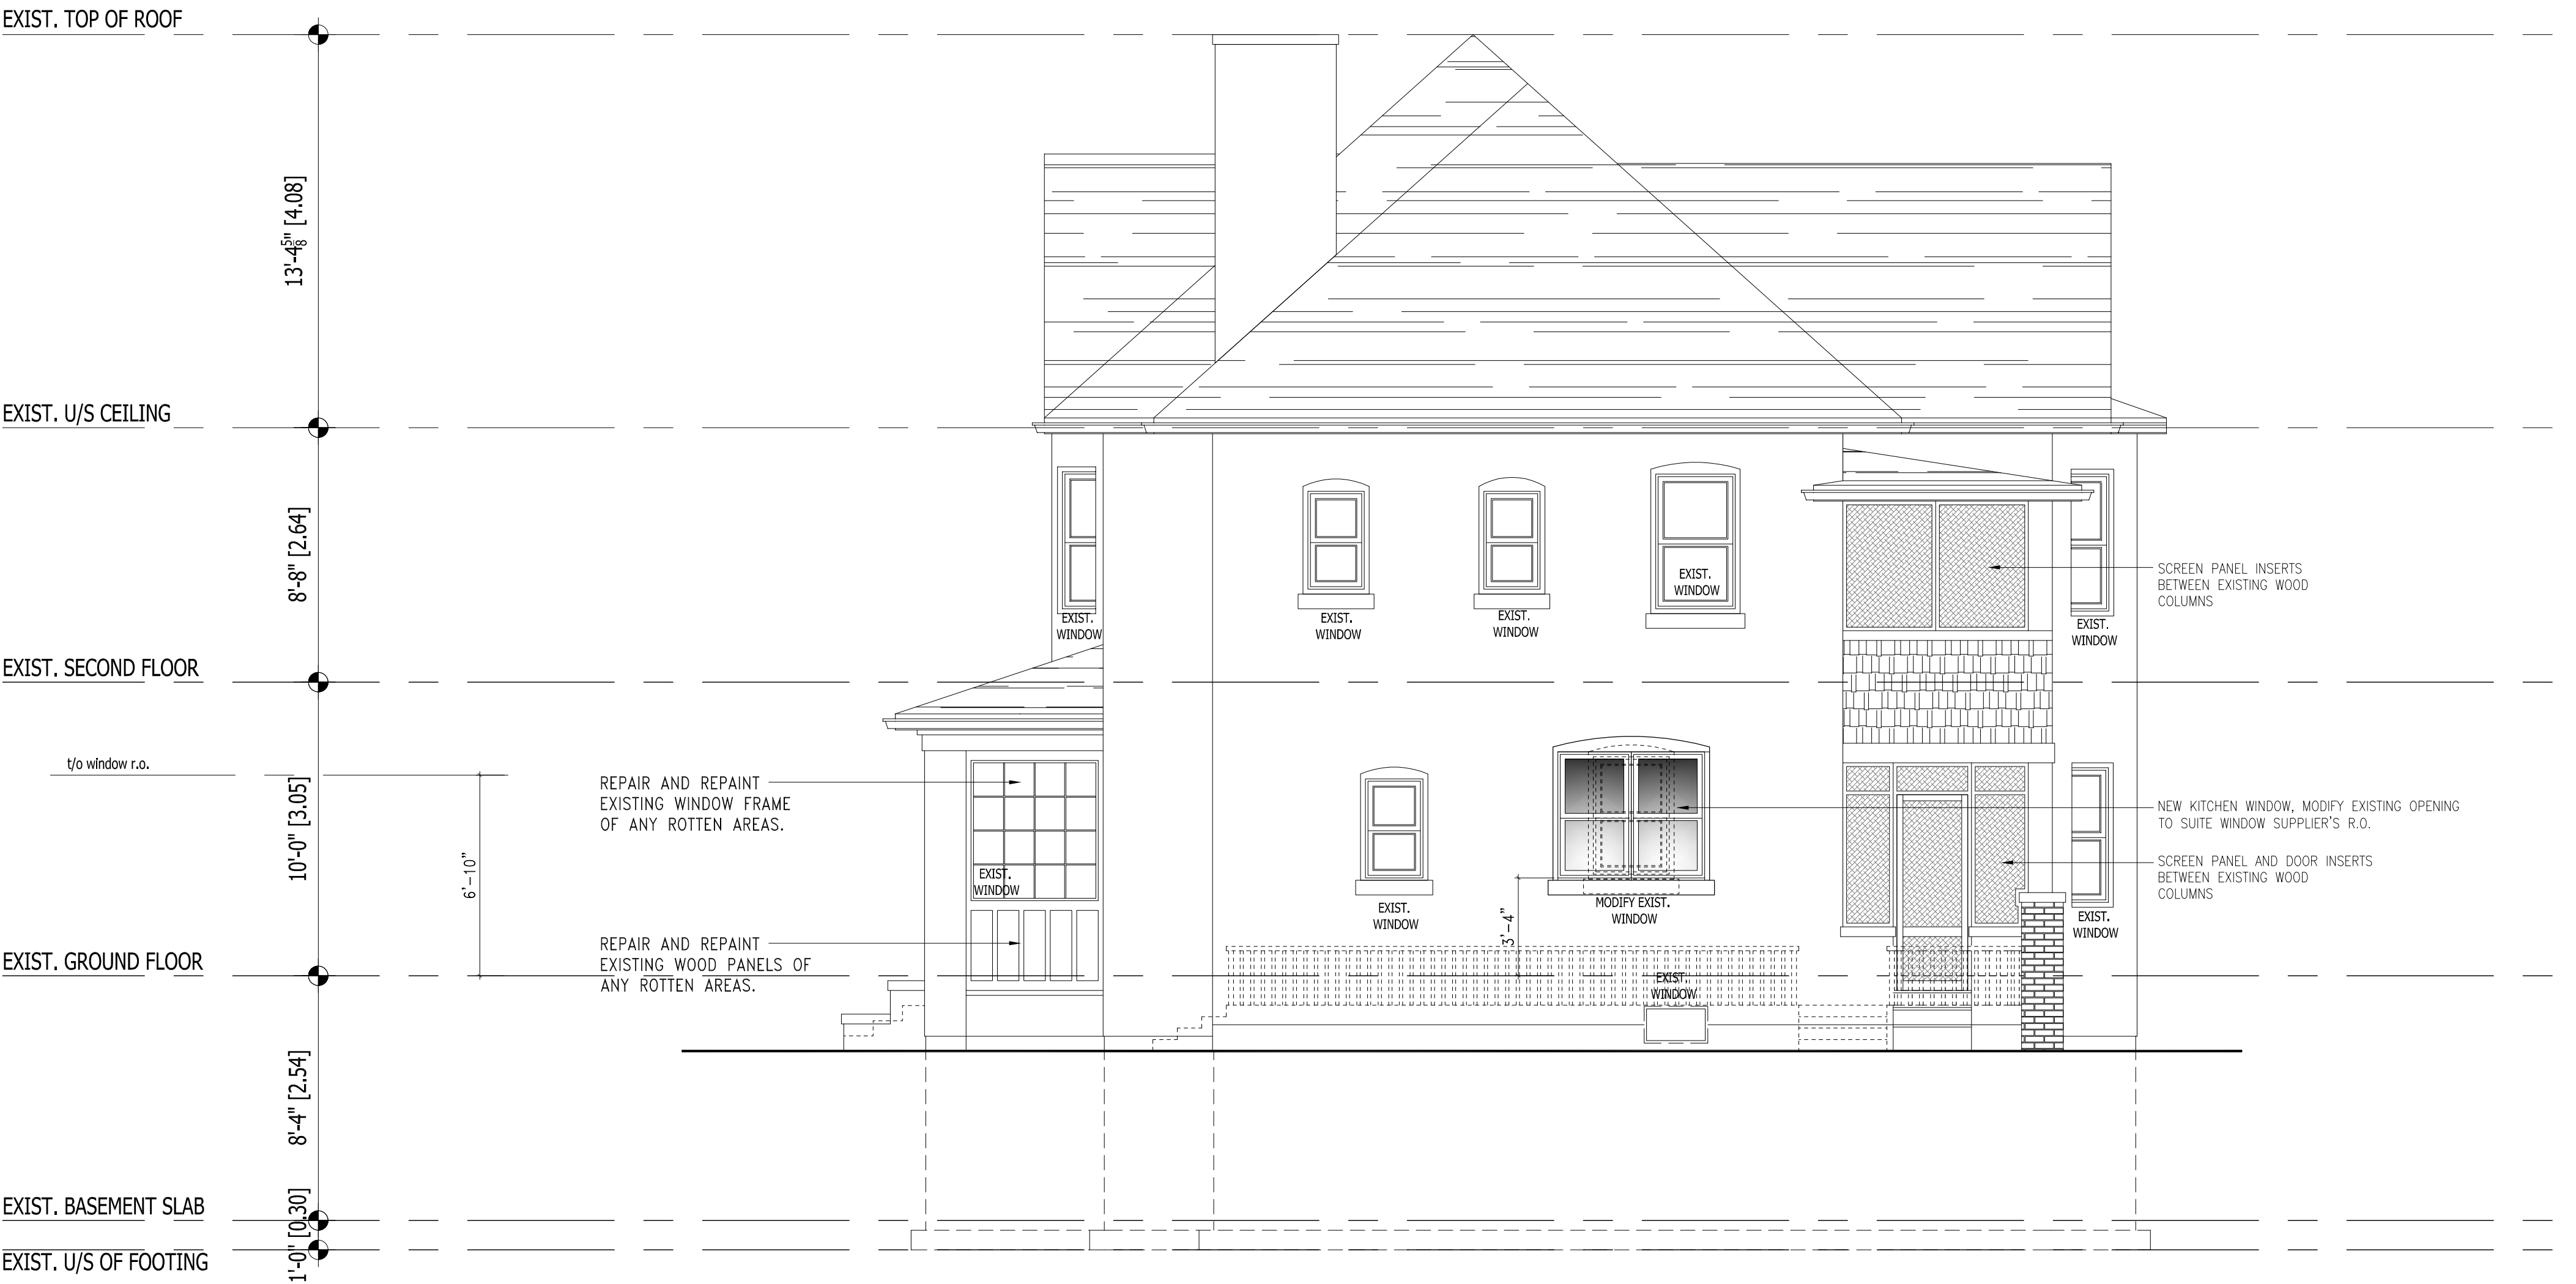 EXIST. TOP OF ROOF
13'-4 5/8" [4.08]
EXIST. U/S CEILING
8'-8" [2.64]
EXIST. SECOND FLOOR
t/o window r.o.
10'-0" [3.05]
6'-10"
EXIST. GROUND FLOOR
8'-4" [2.54]
EXIST. BASEMENT SLAB
1'-0" [0.30]
EXIST. U/S OF FOOTING
EXIST.
WINDOW
EXIST.
WINDOW
EXIST.
WINDOW
EXIST.
WINDOW
EXIST.
WINDOW
SCREEN PANEL INSERTS
BETWEEN EXISTING WOOD
COLUMNS
REPAIR AND REPAINT
EXISTING WINDOW FRAME
OF ANY ROTTEN AREAS.
EXIST.
WINDOW
REPAIR AND REPAINT
EXISTING WOOD PANELS OF
ANY ROTTEN AREAS.
EXIST.
WINDOW
3'-4"
MODIFY EXIST.
WINDOW
EXIST.
WINDOW
NEW KITCHEN WINDOW, MODIFY EXISTING OPENING
TO SUITE WINDOW SUPPLIER'S R.O.
SCREEN PANEL AND DOOR INSERTS
BETWEEN EXISTING WOOD
COLUMNS
EXIST.
WINDOW